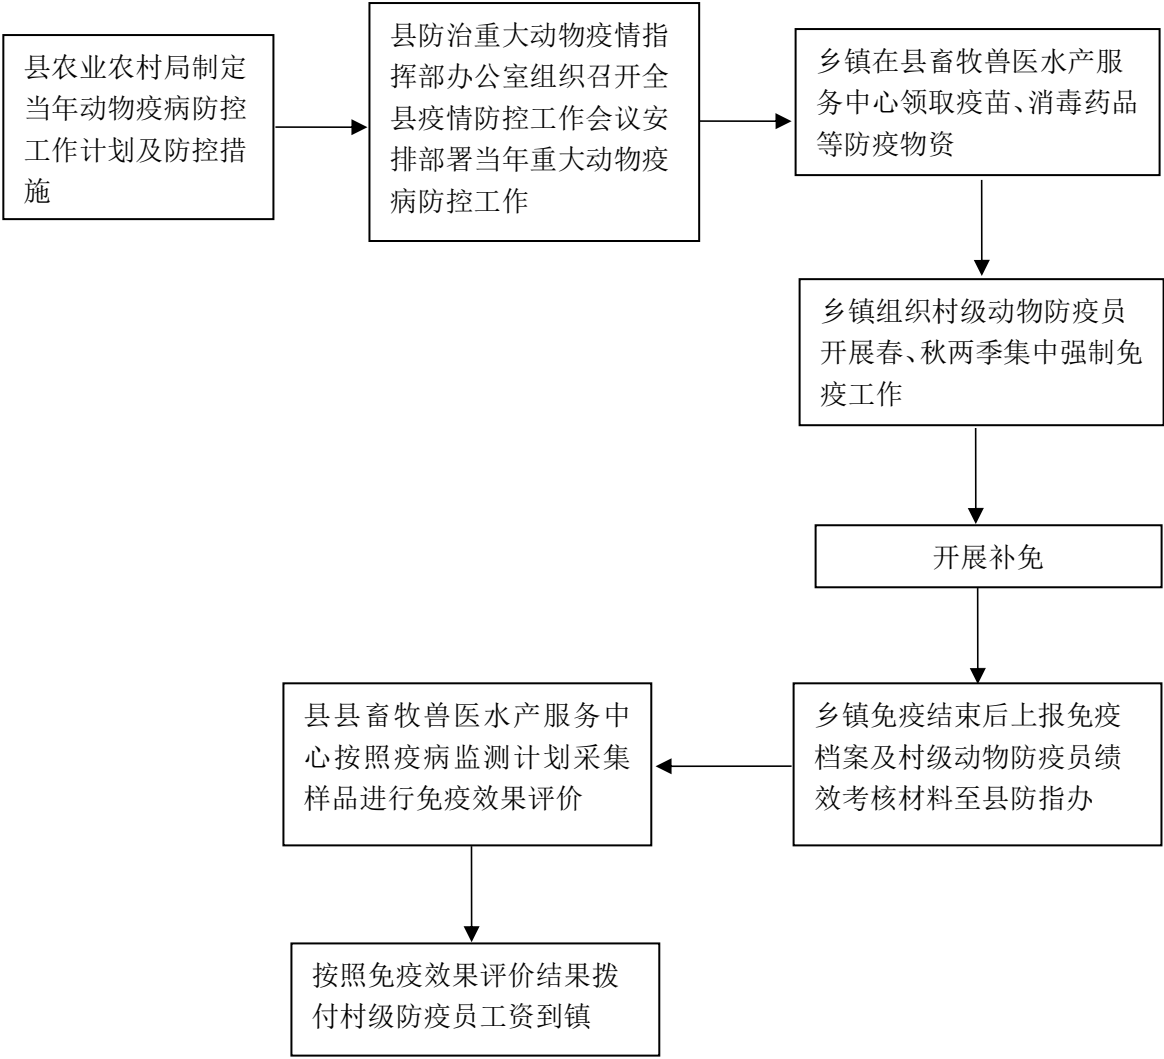 县农业农村局制定
当年动物疫病防控
工作计划及防控措
施
县防治重大动物疫情指
挥部办公室组织召开全
县疫情防控工作会议安
排部署当年重大动物疫
病防控工作
乡镇在县畜牧兽医水产服
务中心领取疫苗、消毒药品
等防疫物资
乡镇组织村级动物防疫员
开展春、秋两季集中强制免
疫工作
开展补免
乡镇免疫结束后上报免疫
档案及村级动物防疫员绩
效考核材料至县防指办
县县畜牧兽医水产服务中
心按照疫病监测计划采集
样品进行免疫效果评价
按照免疫效果评价结果拨
付村级防疫员工资到镇